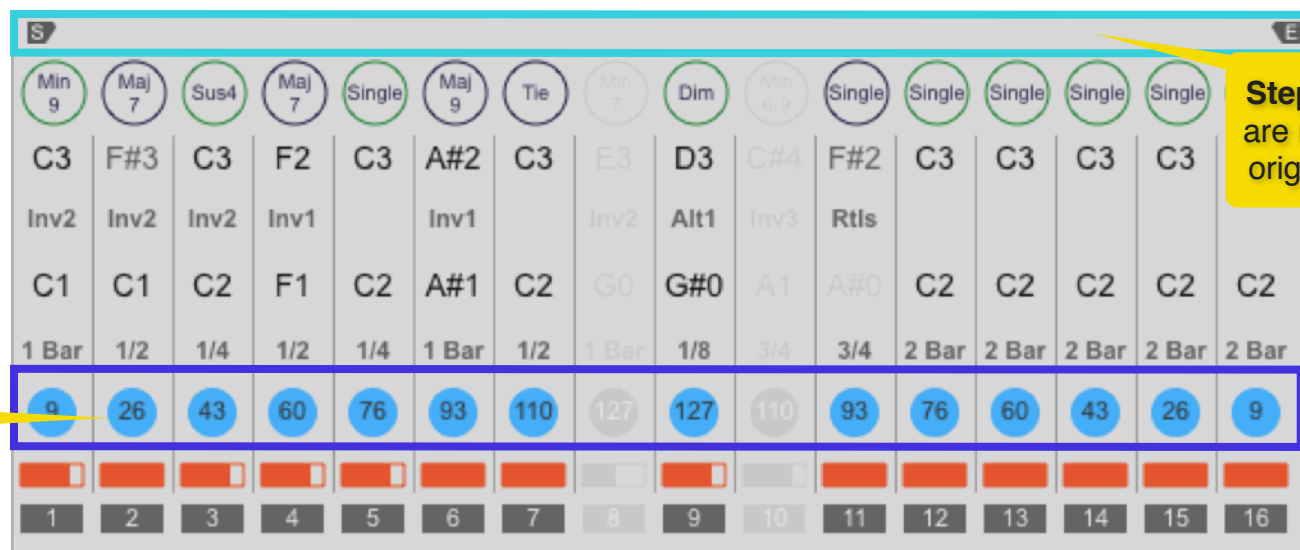 S E
Min 9 Maj 7 Sus4 Maj 7 Single Maj 9 Tie Min 7 Dim Min 6/9 Single Single Single Single Single
Step
are
orig
C3 F#3 C3 F2 C3 A#2 C3 E3 D3 C#4 F#2 C3 C3 C3 C3
Inv2 Inv2 Inv2 Inv1 Inv1 Inv2 Alt1 Inv3 Rtls
C1 C1 C2 F1 C2 A#1 C2 G0 G#0 A1 A#0 C2 C2 C2 C2 C2
1 Bar 1/2 1/4 1/2 1/4 1 Bar 1/2 1 Bar 1/8 3/4 3/4 2 Bar 2 Bar 2 Bar 2 Bar 2 Bar
9 26 43 60 76 93 110 127 127 110 93 76 60 43 26 9
1 2 3 4 5 6 7 8 9 10 11 12 13 14 15 16